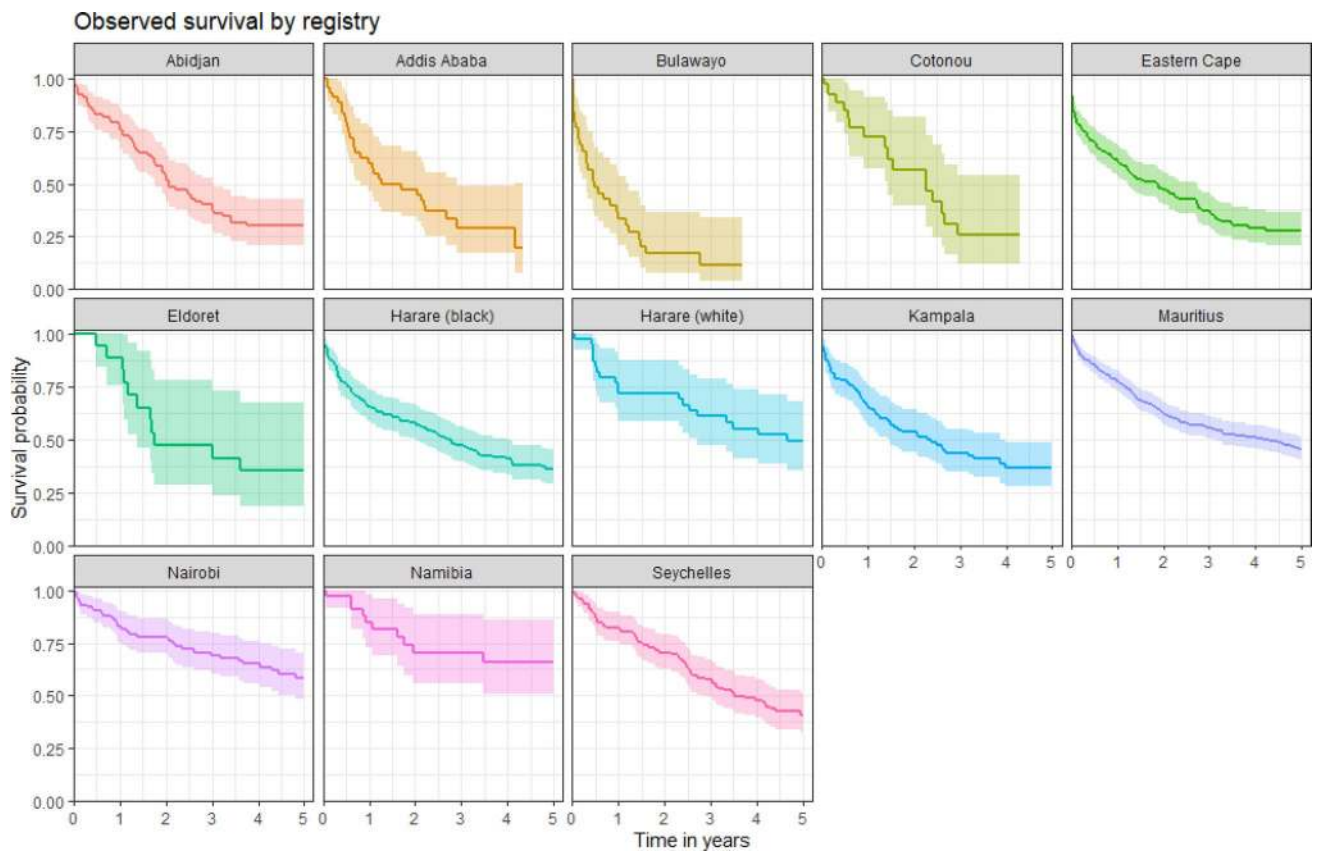 Observed survival by registry
Abidjan Addis Ababa Bulawayo Cotonou Eastern Cape
1.00
0.75
0.50
0.25
0.00
Eldoret Harare (black) Harare (white) Kampala Mauritius
1.00
0.75
0.50
0.25
0.00
0 1 2 3 4 5 0 1 2 3 4 5
Survival probability
Nairobi Namibia Seychelles
1.00
0.75
0.50
0.25
0.00
0 1 2 3 4 5 0 1 2 3 4 5 0 1 2 3 4 5
Time in years